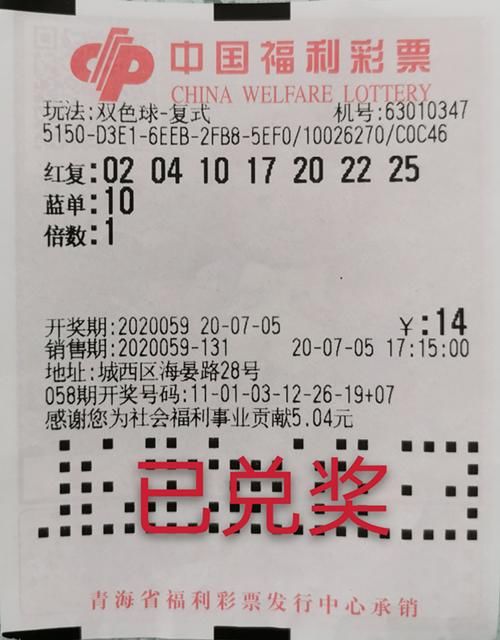 中国福利彩票
CHINA WELFARE LOTTERY
玩法:双色球-复式 机号:63010347
5150-D3E1-6EEB-2FB8-5EF0/10026270/C0C46
红复:02 04 10 17 20 22 25
蓝单:10
倍数:1
开奖期:2020059 20-07-05 ￥:14
销售期:2020059-131 20-07-05 17:15:00
地址:城西区海晏路28号
058期开奖号码:11-01-03-12-26-19+07
感谢您为社会福利事业贡献5.04元
已兑奖
青海省福利彩票发行中心承销